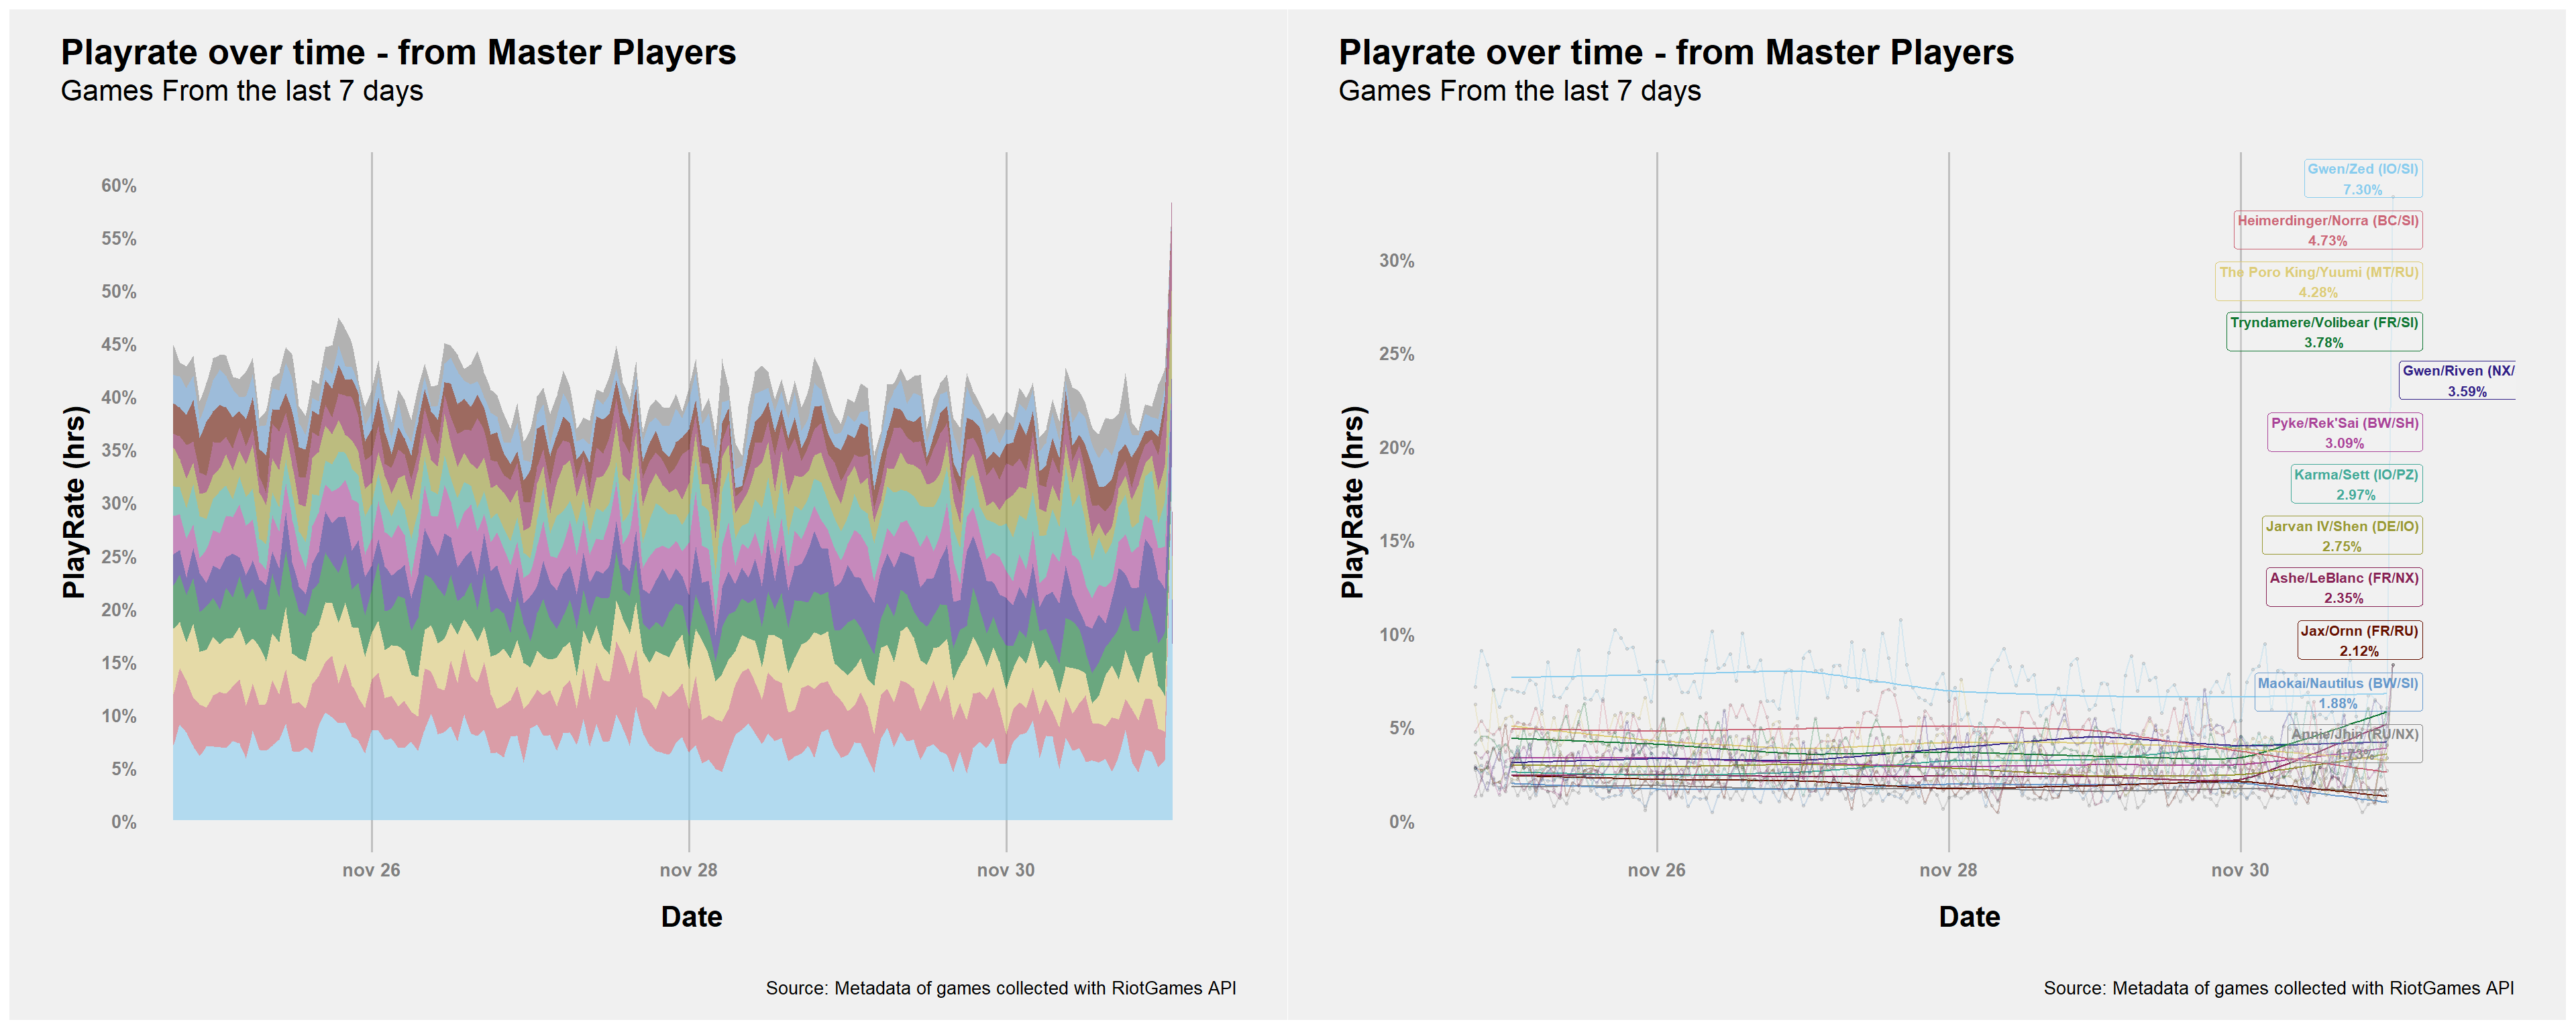 Playrate over time - from Master Players
Games From the last 7 days
PlayRate (hrs)
60%
55%
50%
45%
40%
35%
30%
25%
20%
15%
10%
5%
0%
nov 26
nov 28
nov 30
Date
Source: Metadata of games collected with RiotGames API
Playrate over time - from Master Players
Games From the last 7 days
PlayRate (hrs)
30%
25%
20%
15%
10%
5%
0%
Gwen/Zed (IO/SI)
7.30%
Heimerdinger/Norra (BC/SI)
4.73%
The Poro King/Yuumi (MT/RU)
4.28%
Tryndamere/Volibear (FR/SI)
3.78%
Gwen/Riven (NX/
3.59%
Pyke/Rek'Sai (BW/SH)
3.09%
Karma/Sett (IO/PZ)
2.97%
Jarvan IV/Shen (DE/IO)
2.75%
Ashe/LeBlanc (FR/NX)
2.35%
Jax/Ornn (FR/RU)
2.12%
Maokai/Nautilus (BW/SI)
1.88%
Annie/Jhin (RU/NX)
1.73%
nov 26
nov 28
nov 30
Date
Source: Metadata of games collected with RiotGames API